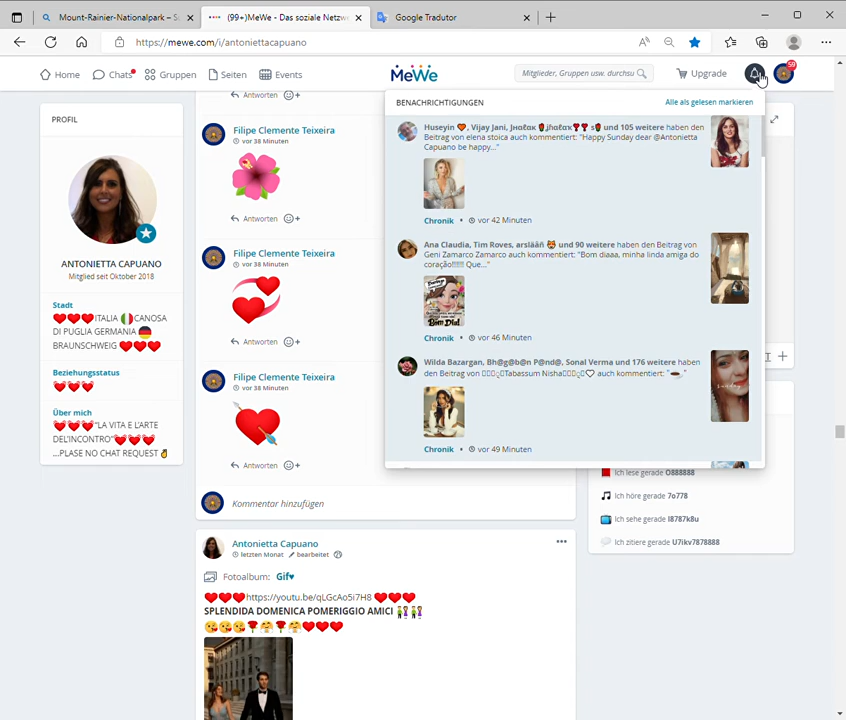 Mount-Rainier-Nationalpark – S
(99+)MeWe - Das soziale Netzw
Google Tradutor
https://mewe.com/i/antoniettacapuano
Home
Chats
Gruppen
Seiten
Events
MeWe
Mitglieder, Gruppen usw. durchsu
Upgrade
59
PROFIL
ANTONIETTA CAPUANO
Mitglied seit Oktober 2018
Stadt
❤️❤️❤️ITALIA 🇮🇹CANOSA
DI PUGLIA GERMANIA 🇩🇪
BRAUNSCHWEIG ❤️❤️❤️
Beziehungsstatus
❤️❤️❤️
Über mich
❤️❤️❤️"LA VITA E L'ARTE
DEL'INCONTRO"❤️❤️❤️
...PLASE NO CHAT REQUEST
Antworten
Filipe Clemente Teixeira
vor 38 Minuten
Antworten
Filipe Clemente Teixeira
vor 38 Minuten
Antworten
Filipe Clemente Teixeira
vor 38 Minuten
Antworten
Kommentar hinzufügen
Antonietta Capuano
letzten Monat bearbeitet
Fotoalbum: Gif♥
❤️❤️❤️https://youtu.be/qLGcAo5i7H8 ❤️❤️❤️
SPLENDIDA DOMENICA POMERIGGIO AMICI
BENACHRICHTIGUNGEN
Alle als gelesen markieren
Huseyin 🧡, Vijay Jani, und 105 weitere haben den
Beitrag von elena stoica auch kommentiert: "Happy Sunday dear @Antonietta
Capuano be happy..."
Chronik • vor 42 Minuten
Ana Claudia, Tim Roves, arslääñ 😻 und 90 weitere haben den Beitrag von
Geni Zamarco Zamarco auch kommentiert: "Bom diaaa, minha linda amiga do
coração!!!!!! Que..."
Chronik • vor 46 Minuten
Wilda Bazargan, Bh@g@b@n P@nd@, Sonal Verma und 176 weitere haben
den Beitrag von Tabassum Nisha auch kommentiert: "☕"
Chronik • vor 49 Minuten
Ich lese gerade O888888
Ich höre gerade 7o778
Ich sehe gerade I8787k8u
Ich zitiere gerade U7ikv7878888